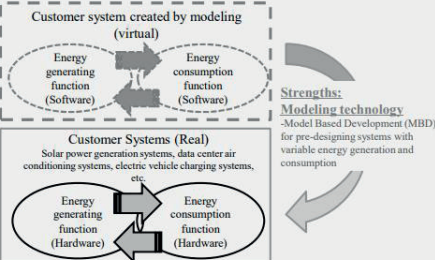 Customer system created by modeling
(virtual)
Energy
generating
function
(Software)
Energy
consumption
function
(Software)
Strengths:
Modeling technology
-Model Based Development (MBD)
for pre-designing systems with
variable energy generation and
consumption
Customer Systems (Real)
Solar power generation systems, data center air
conditioning systems, electric vehicle charging systems,
etc.
Energy
generating
function
(Hardware)
Energy
consumption
function
(Hardware)